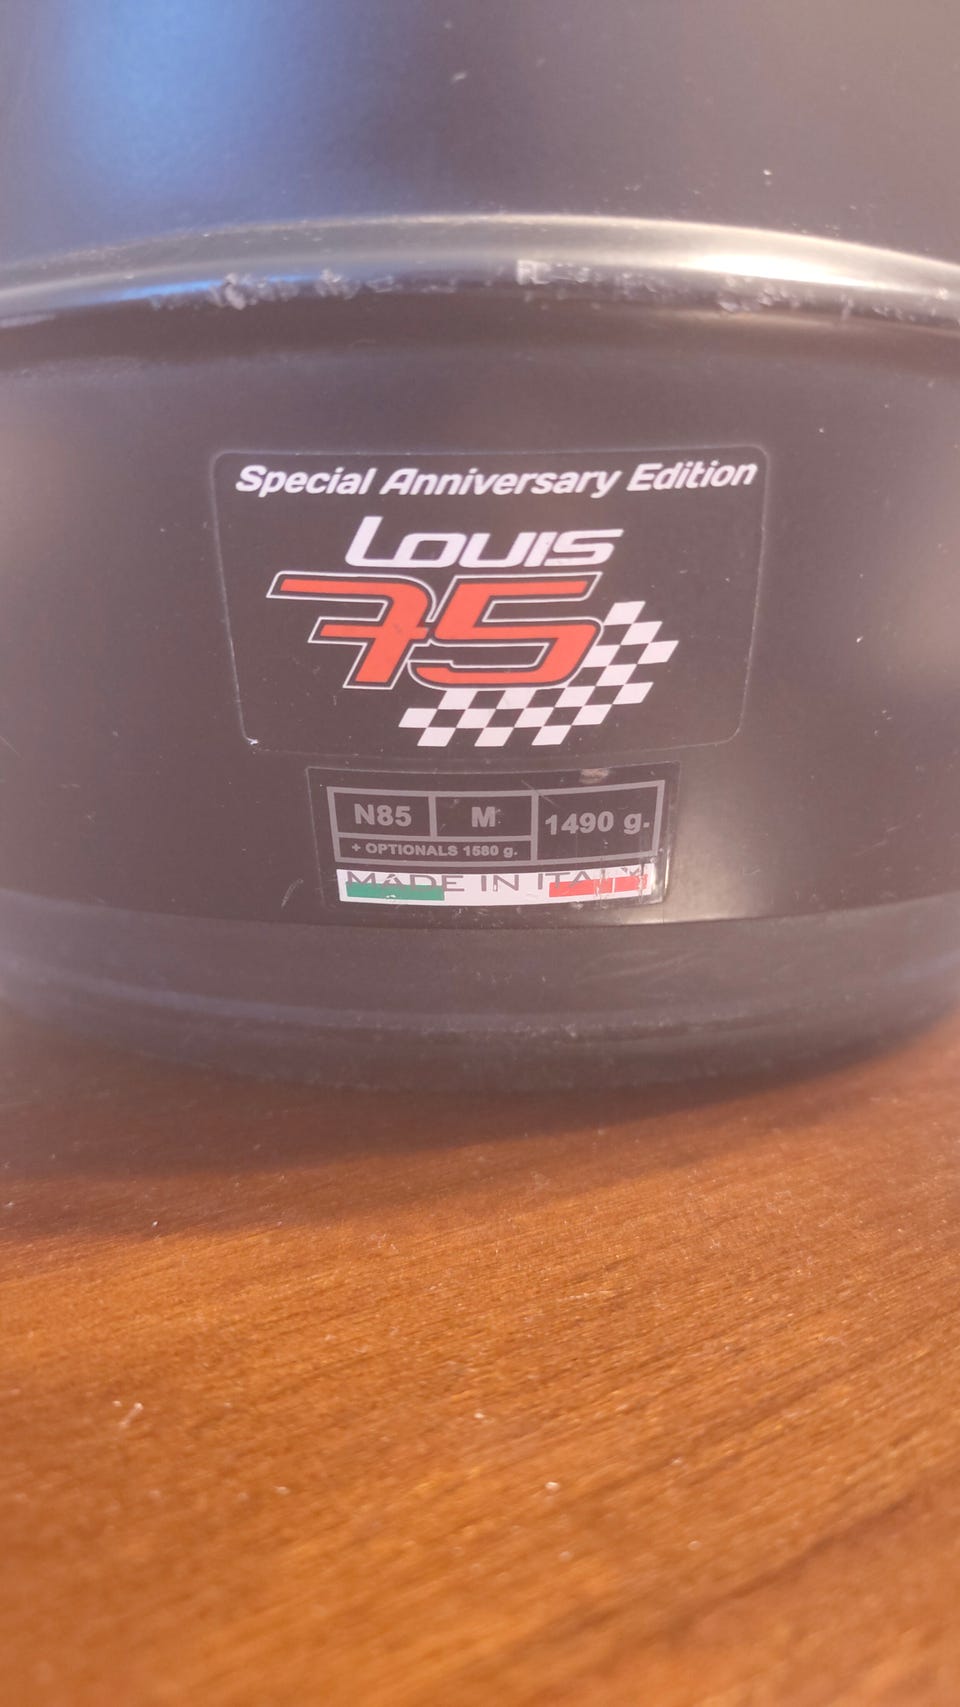 Special Anniversary Edition
Louis
75
N85 M 1490 g.
+ OPTIONALS 1580 g.
MADE IN ITALY